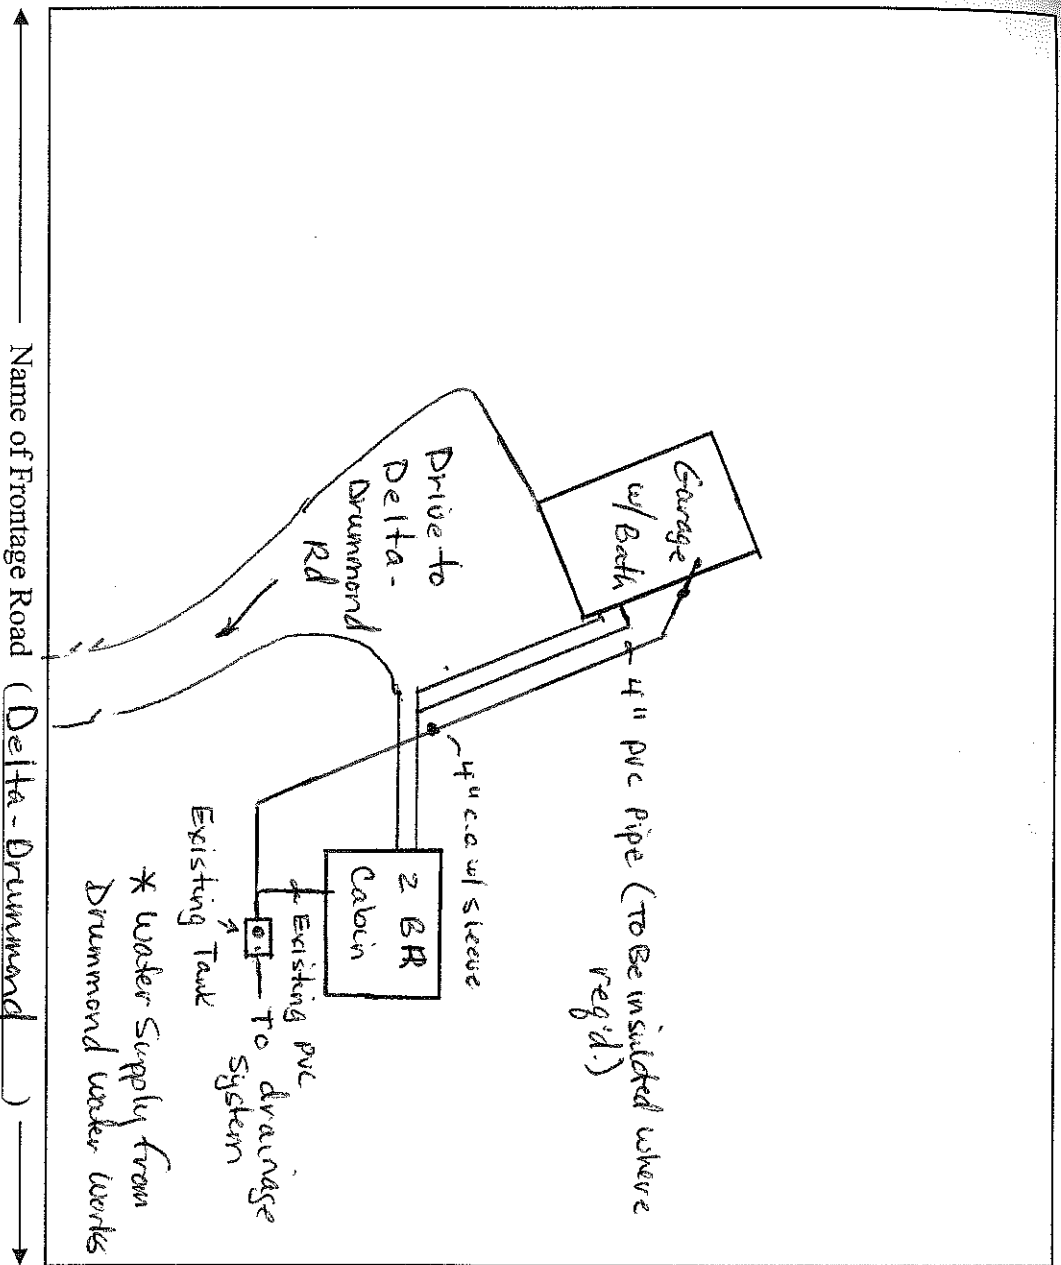 Garage
w/ Bath
4" PVC Pipe (To Be insulated where
req'd.)
4" c.o w/ sleeve
Drive to
Delta-
Drummond
Rd
2 BR
Cabin
Existing PVC
To drainage
System
Existing Tank
* Water Supply from
Drummond water works
Name of Frontage Road (Delta-Drummond)